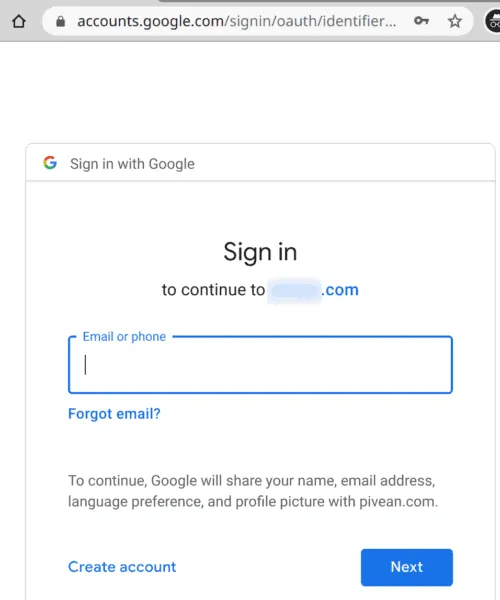 accounts.google.com/signin/oauth/identifier...
Sign in with Google
Sign in
to continue to .com
Email or phone
Forgot email?
To continue, Google will share your name, email address,
language preference, and profile picture with pivean.com.
Create account
Next